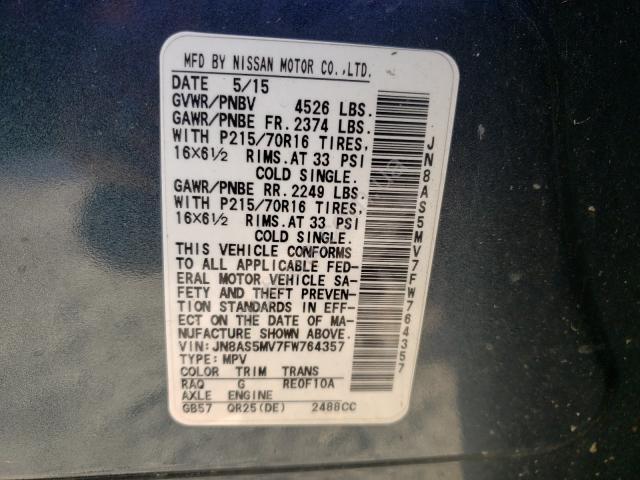 MFD BY NISSAN MOTOR CO.,LTD.
DATE 5/15
GVWR/PNBV 4526 LBS.
GAWR/PNBE FR. 2374 LBS.
WITH P215/70R16 TIRES,
16X6½ RIMS. AT 33 PSI
COLD SINGLE.
GAWR/PNBE RR. 2249 LBS.
WITH P215/70R16 TIRES,
16X6½ RIMS. AT 33 PSI
COLD SINGLE.
THIS VEHICLE CONFORMS
TO ALL APPLICABLE FED-
ERAL MOTOR VEHICLE SA-
FETY AND THEFT PREVEN-
TION STANDARDS IN EFF-
ECT ON THE DATE OF MA-
NUFACTURE SHOWN ABOVE.
VIN: JN8AS5MV7FW764357
TYPE: MPV
COLOR TRIM TRANS
RAQ G RE0F10A
AXLE ENGINE
GB57 QR25(DE) 2488CC
JN8AS5MV7FW764357